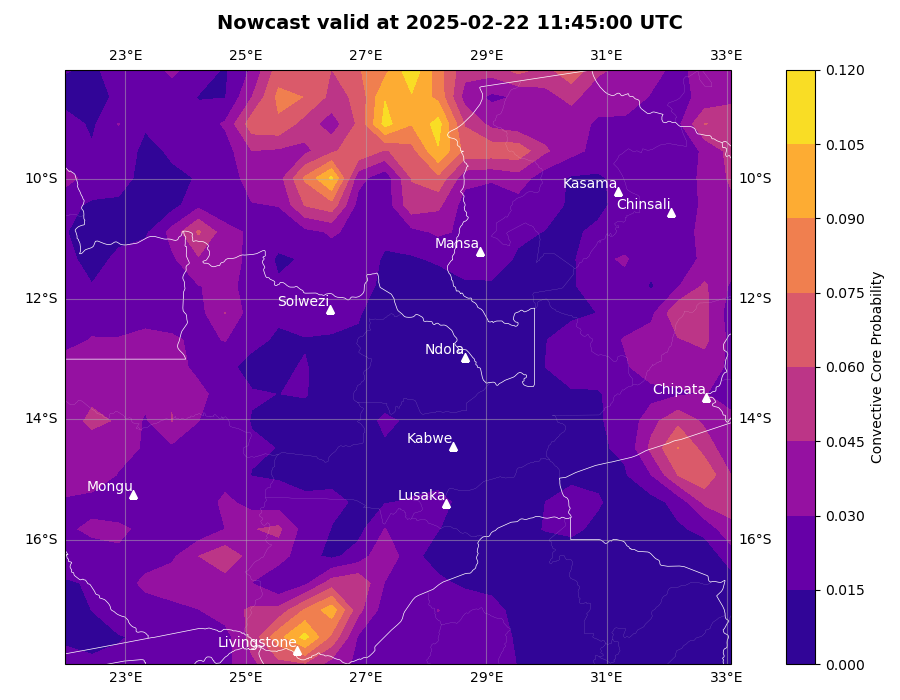 Nowcast valid at 2025-02-22 11:45:00 UTC
23°E 25°E 27°E 29°E 31°E 33°E
0.120
0.105
10°S Kasama 10°S
Chinsali
0.090
Mansa
12°S Solwezi 12°S
0.075
Ndola
0.060
Chipata
14°S 14°S
Kabwe
0.045
Mongu
Lusaka
0.030
16°S 16°S
0.015
Livingstone
0.000
23°E 25°E 27°E 29°E 31°E 33°E
Convective Core Probability